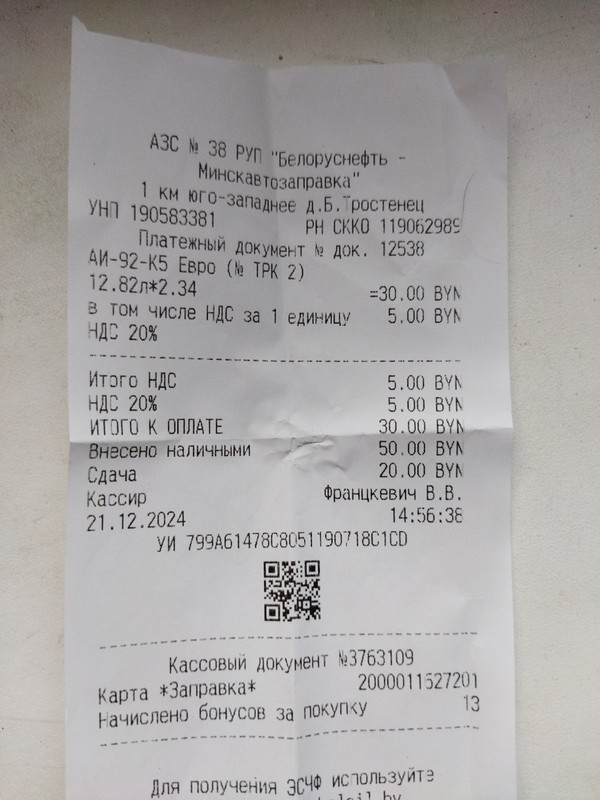 АЗС № 38 РУП "Белоруснефть -
Минскавтозаправка"
1 км юго-западнее д.Б.Тростенец
УНП 190583381 РН СККО 119062989
Платежный документ № док. 12538
АИ-92-К5 Евро (№ ТРК 2)
12.82л*2.34 =30.00 BYN
в том числе НДС за 1 единицу 5.00 BYN
НДС 20%
Итого НДС 5.00 BYN
НДС 20% 5.00 BYN
ИТОГО К ОПЛАТЕ 30.00 BYN
Внесено наличными 50.00 BYN
Сдача 20.00 BYN
Кассир Францкевич В.В.
21.12.2024 14:56:38
УИ 799A61478C8051190718C1CD
Кассовый документ №3763109
Карта *Заправка* 2000011527201
Начислено бонусов за покупку 13
Для получения ЭСЧФ используйте